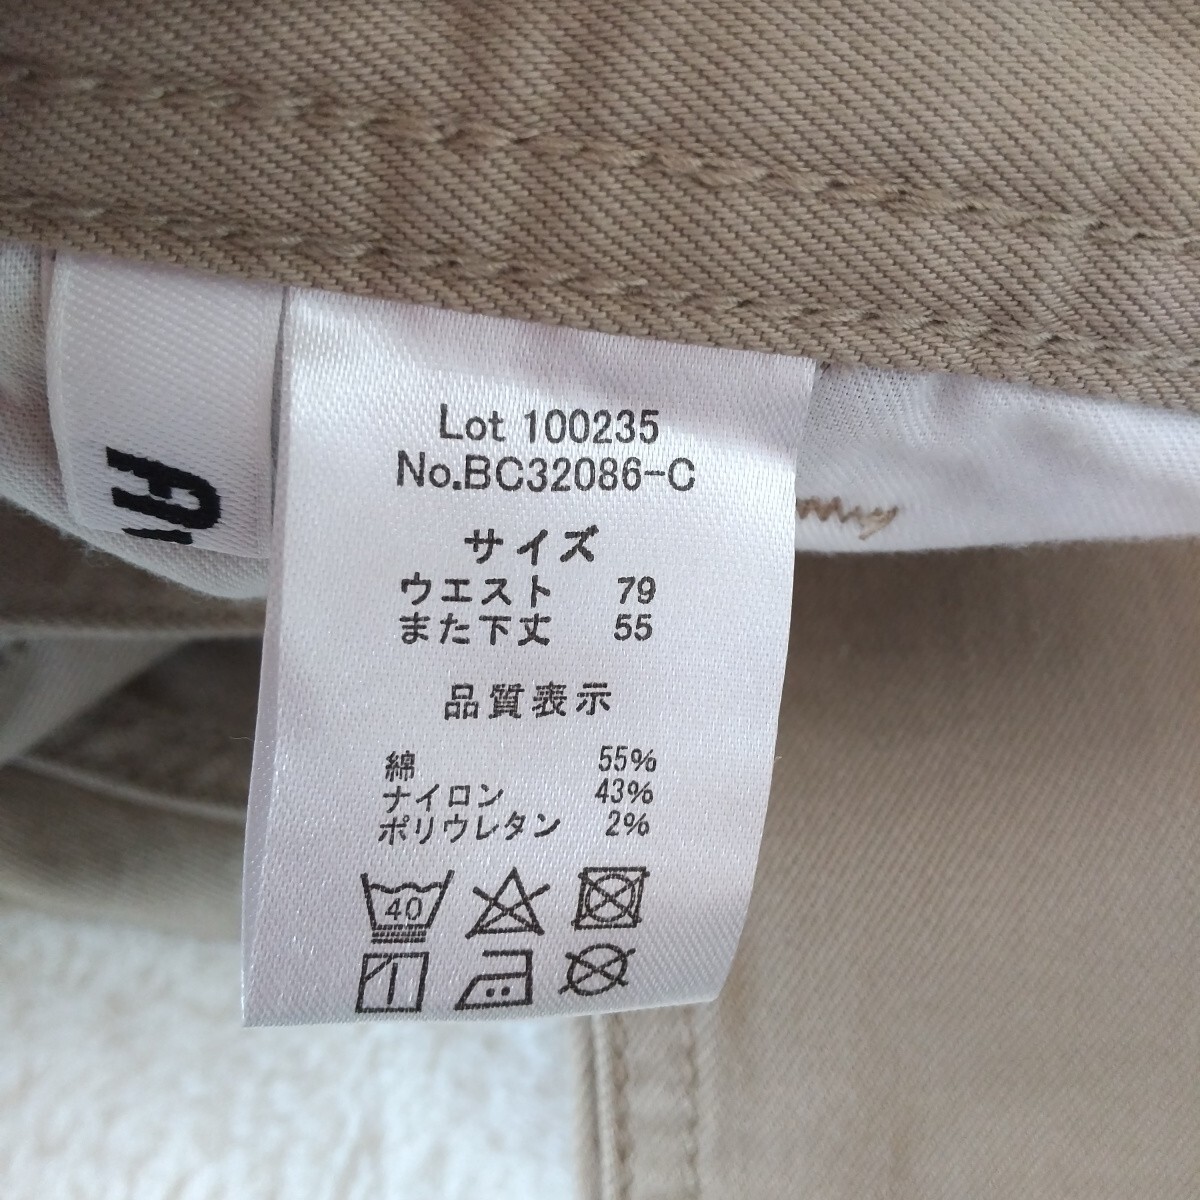 Lot 100235
No.BC32086-C
サイズ
ウエスト 79
また下丈 55
品質表示
綿 55%
ナイロン 43%
ポリウレタン 2%
40